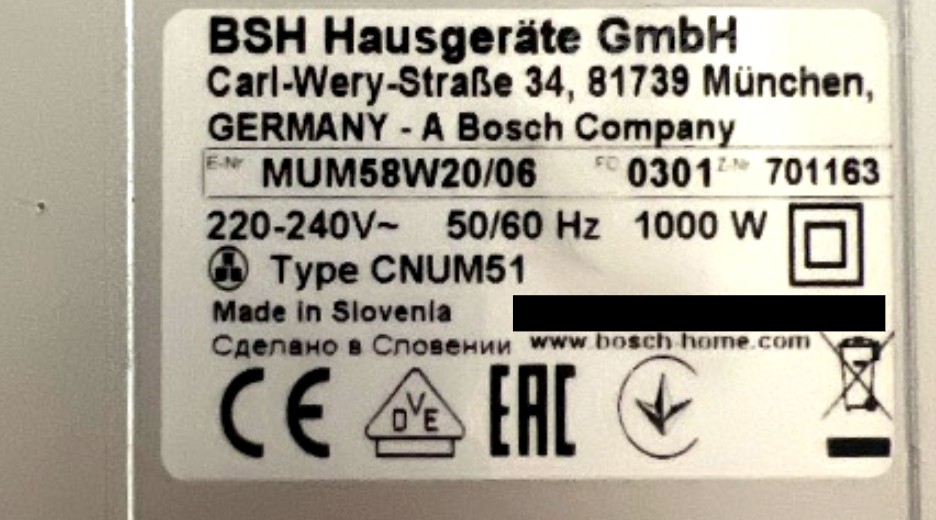 BSH Hausgeräte GmbH
Carl-Wery-Straße 34, 81739 München,
GERMANY - A Bosch Company
E-Nr MUM58W20/06 FD 0301 Z-Nr 701163
220-240V~ 50/60 Hz 1000 W
Type CNUM51
Made in Slovenia
Сделано в Словении www.bosch-home.com
CE DVE EAC